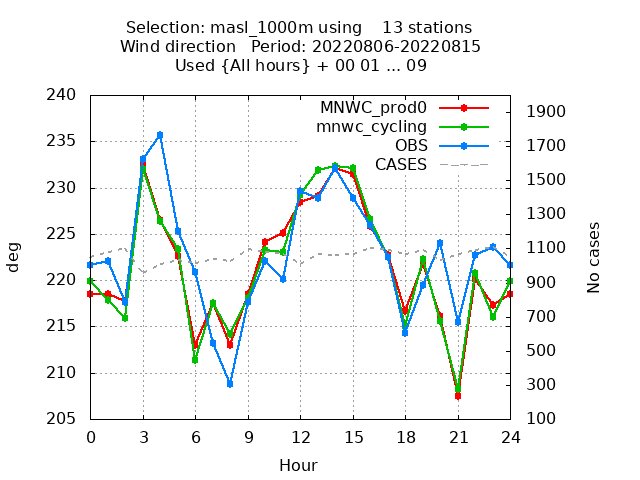 Selection: masl_1000m using    13 stations
Wind direction   Period: 20220806-20220815
Used {All hours} + 00 01 ... 09
MNWC_prod0
mnwc_cycling
OBS
CASES
240
235
230
225
220
215
210
205
deg
1900
1700
1500
1300
1100
900
700
500
300
100
No cases
0 3 6 9 12 15 18 21 24
Hour